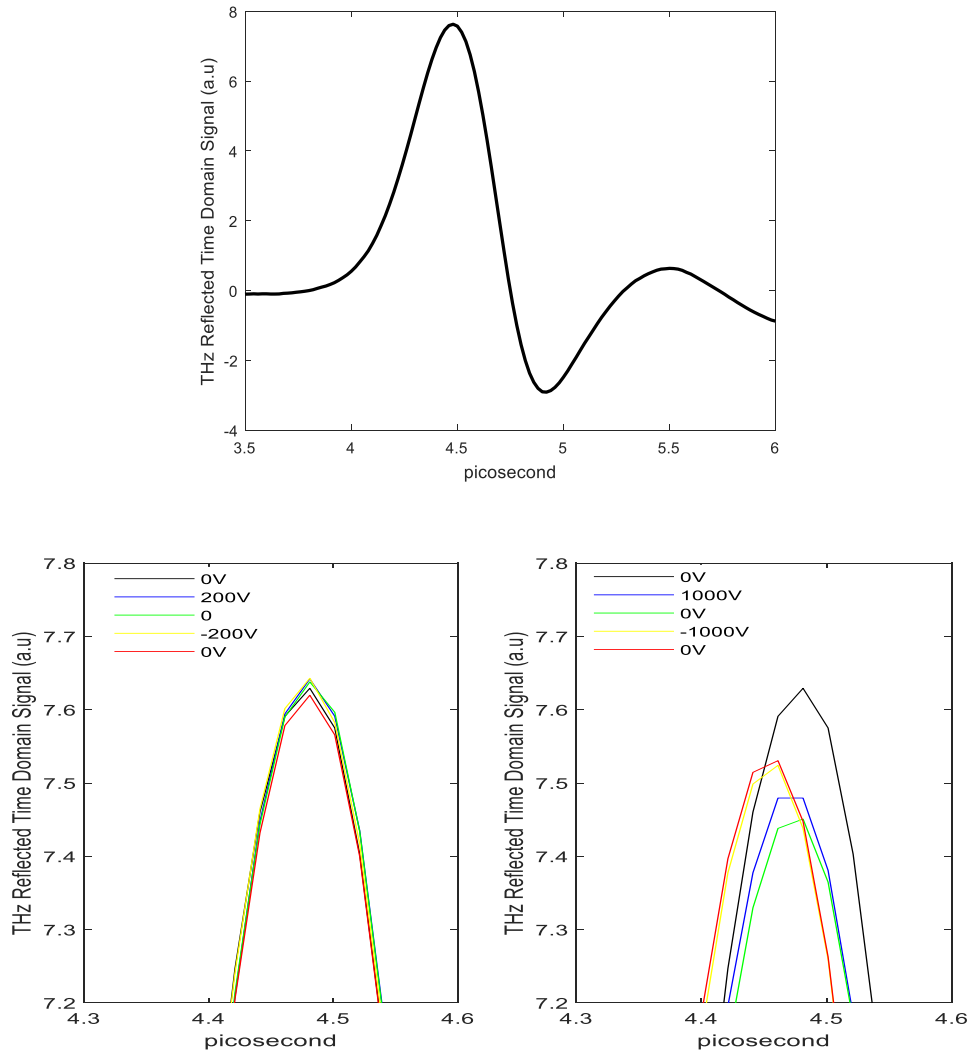 8
6
4
2
0
-2
-4
THz Reflected Time Domain Signal (a.u)
3.5 4 4.5 5 5.5 6
picosecond
7.8
7.7
7.6
7.5
7.4
7.3
7.2
THz Reflected Time Domain Signal (a.u)
0V
200V
0
-200V
0V
4.3 4.4 4.5 4.6
picosecond
7.8
7.7
7.6
7.5
7.4
7.3
7.2
THz Reflected Time Domain Signal (a.u)
0V
1000V
0V
-1000V
0V
4.3 4.4 4.5 4.6
picosecond